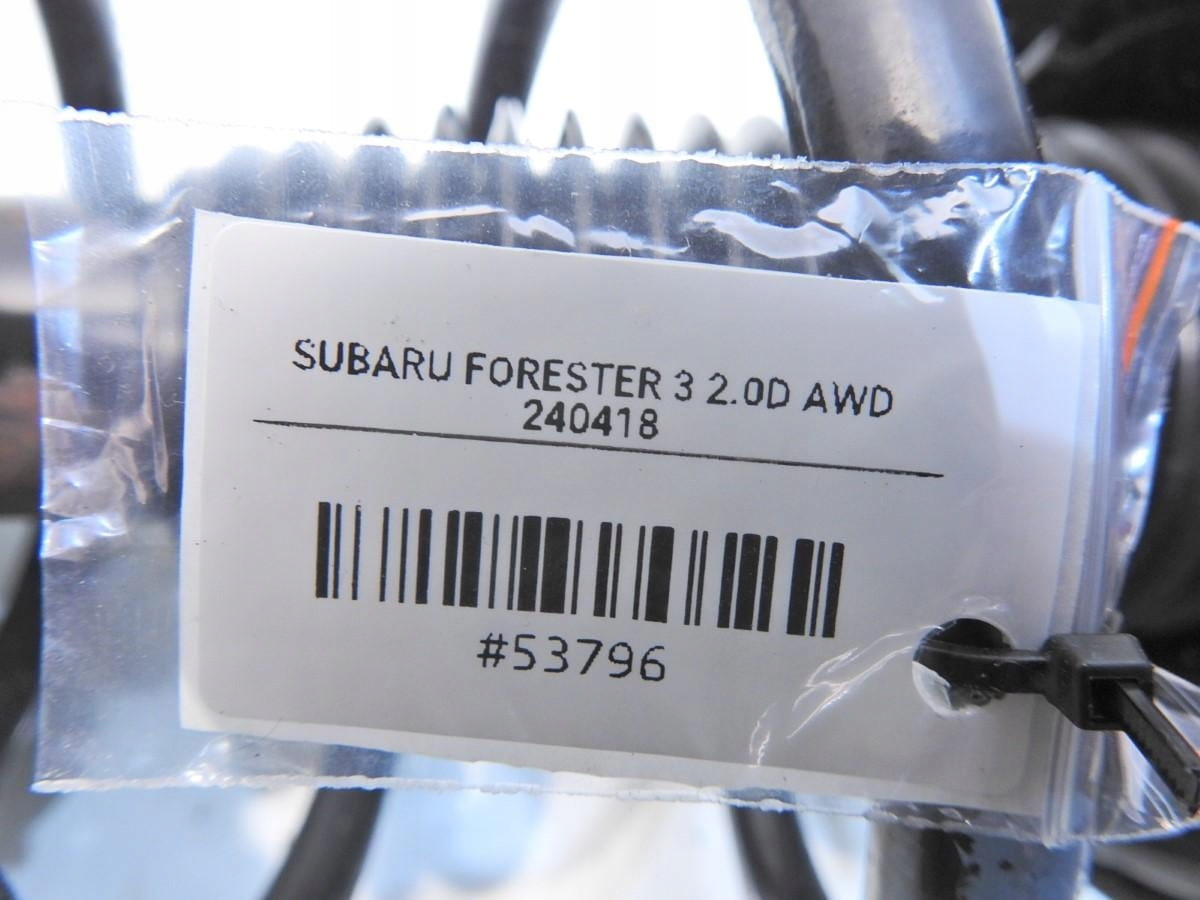 SUBARU FORESTER 3 2.0D AWD
240418
#53796